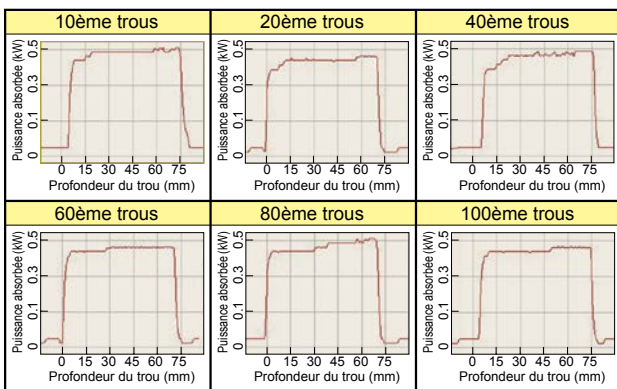 10ème trous
20ème trous
40ème trous
Puissance absorbée (kW)
0.5
0.3
0.1
0
0 15 30 45 60 75
Profondeur du trou (mm)
Puissance absorbée (kW)
0.5
0.3
0.1
0
0 15 30 45 60 75
Profondeur du trou (mm)
Puissance absorbée (kW)
0.5
0.3
0.1
0
0 15 30 45 60 75
Profondeur du trou (mm)
60ème trous
80ème trous
100ème trous
Puissance absorbée (kW)
0.5
0.3
0.1
0
0 15 30 45 60 75
Profondeur du trou (mm)
Puissance absorbée (kW)
0.5
0.3
0.1
0
0 15 30 45 60 75
Profondeur du trou (mm)
Puissance absorbée (kW)
0.5
0.3
0.1
0
0 15 30 45 60 75
Profondeur du trou (mm)